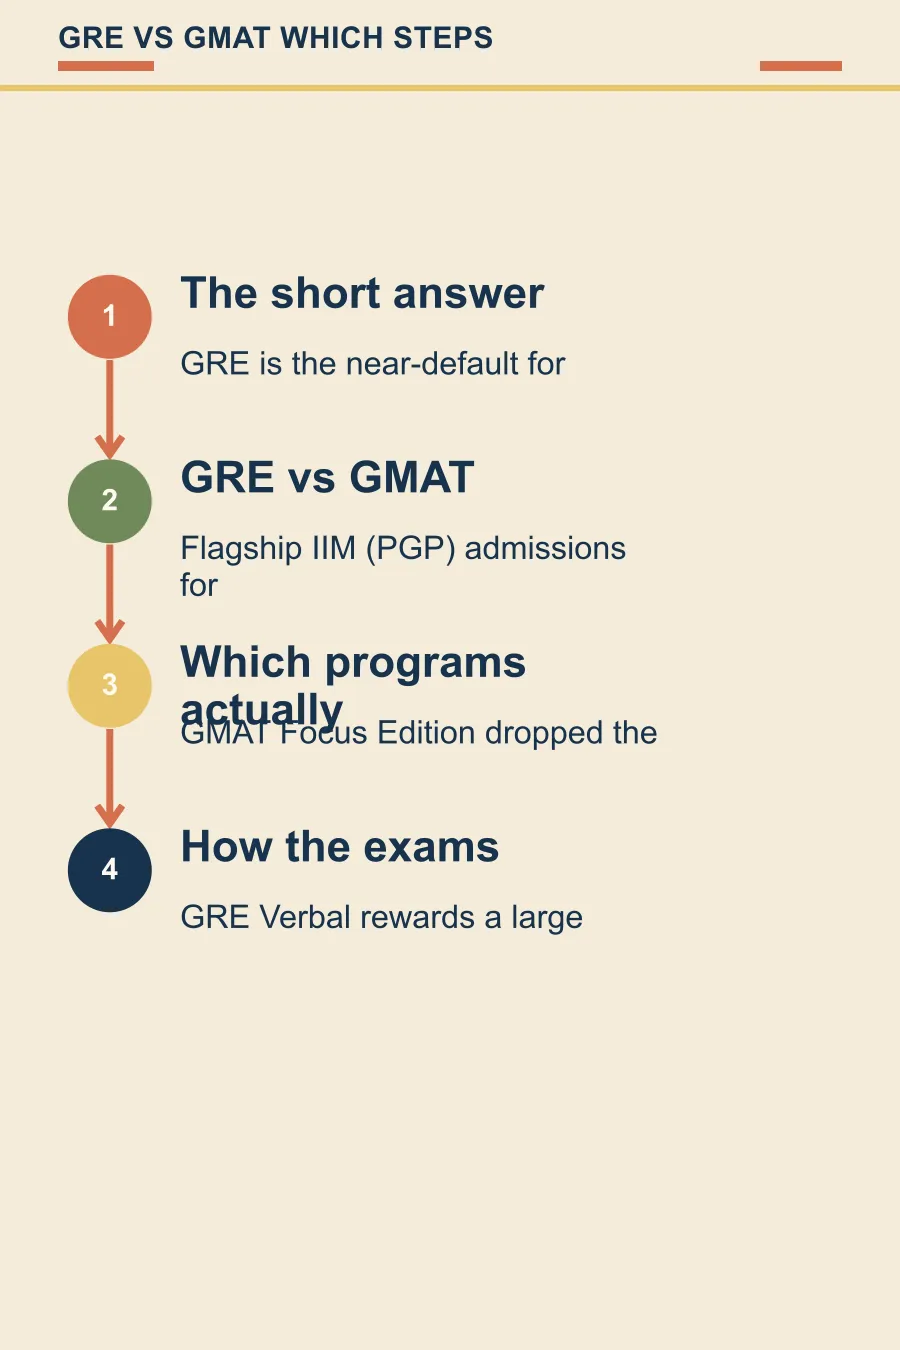 GRE VS GMAT WHICH STEPS
1
The short answer
GRE is the near-default for
2
GRE vs GMAT
Flagship IIM (PGP) admissions
for
3
Which programs
actually
GMAT Focus Edition dropped the
4
How the exams
GRE Verbal rewards a large